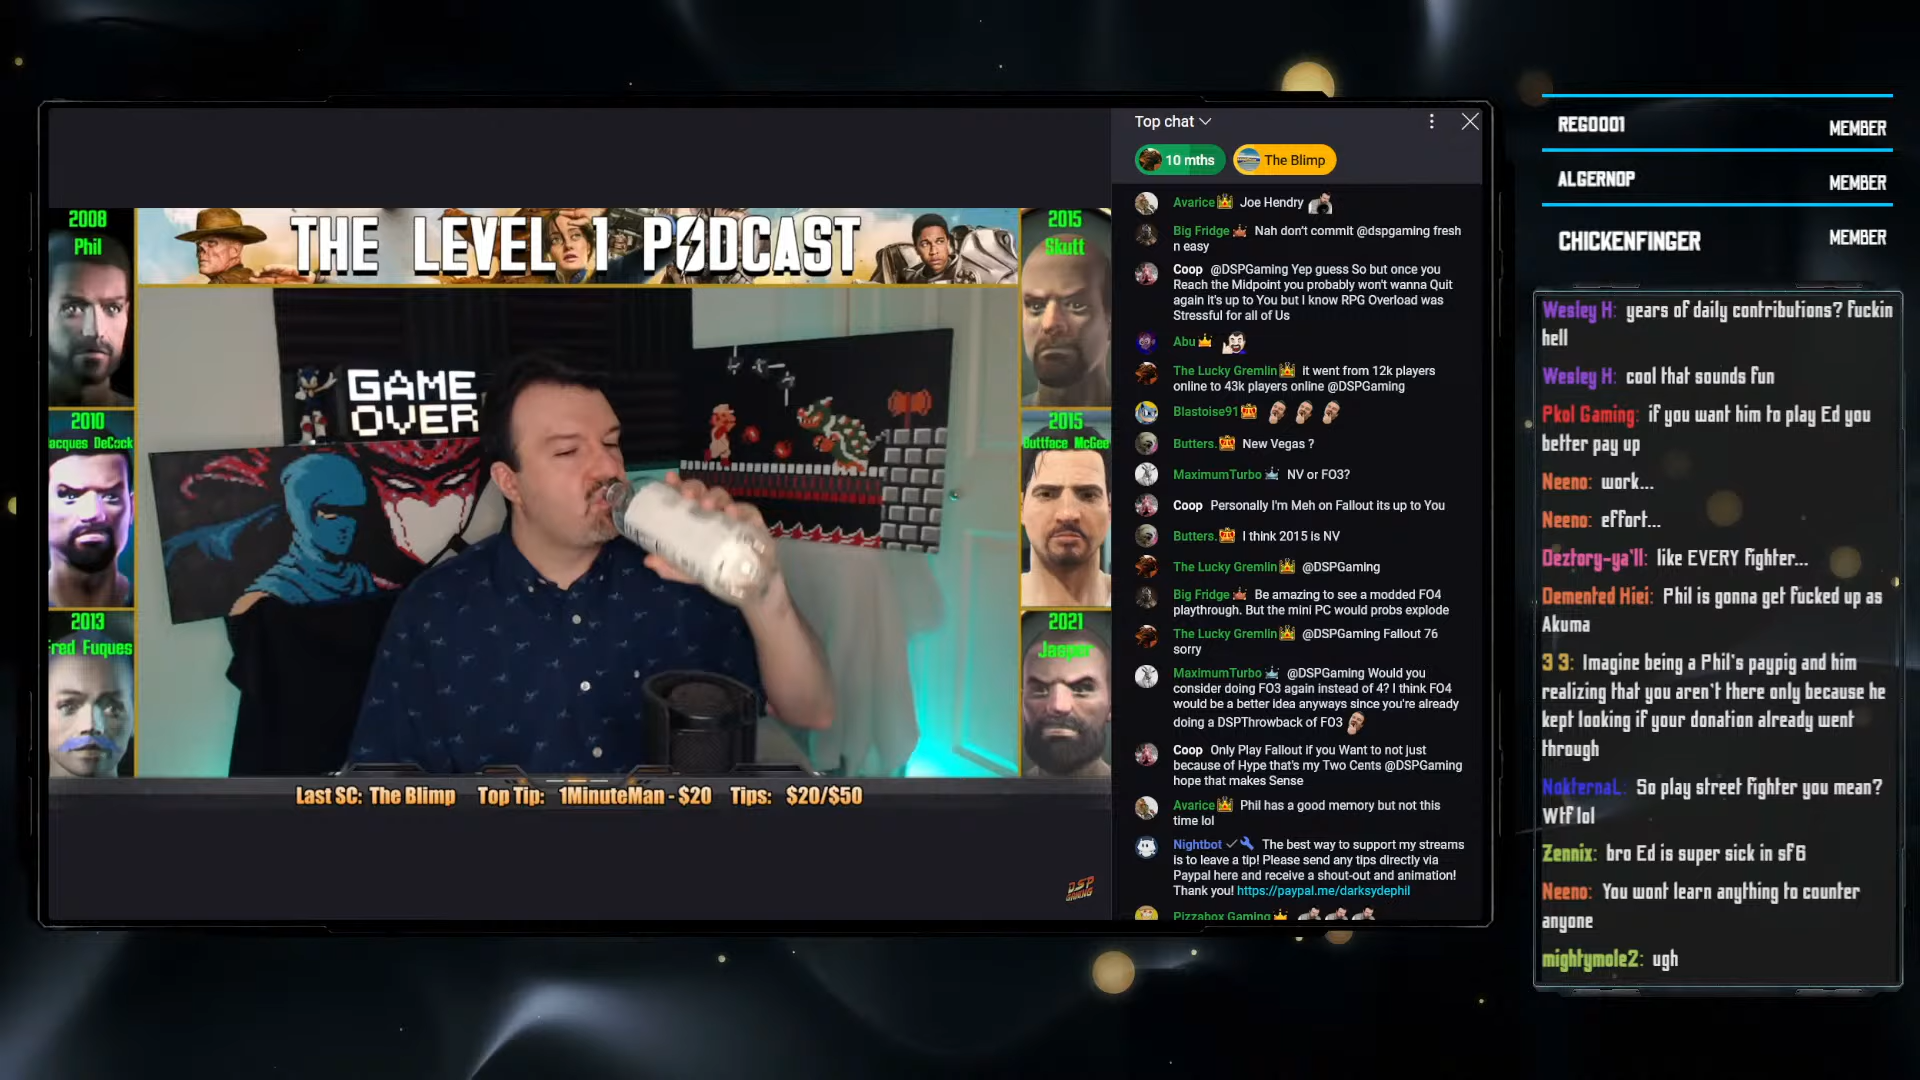 2008
Phil
2010
acques DeCock
2013
red Fuques
THE LEVEL 1 PODCAST
2015
Skutt
2015
Buttface McGee
2021
Jasper
GAME
OVER
Last SC: The Blimp Top Tip: 1MinuteMan - $20 Tips: $20/$50
DSP
GAMING
Top chat
10 mths
The Blimp
Avarice Joe Hendry
Big Fridge Nah don't commit @dspgaming fresh
n easy
Coop @DSPGaming Yep guess So but once you
Reach the Midpoint you probably won't wanna Quit
again it's up to You but I know RPG Overload was
Stressful for all of Us
Abu
The Lucky Gremlin it went from 12k players
online to 43k players online @DSPGaming
Blastoise91
Butters. New Vegas ?
MaximumTurbo NV or FO3?
Coop Personally I'm Meh on Fallout its up to You
Butters. I think 2015 is NV
The Lucky Gremlin @DSPGaming
Big Fridge Be amazing to see a modded FO4
playthrough. But the mini PC would probs explode
The Lucky Gremlin @DSPGaming Fallout 76
sorry
MaximumTurbo @DSPGaming Would you
consider doing FO3 again instead of 4? I think FO4
would be a better idea anyways since you're already
doing a DSPThrowback of FO3
Coop Only Play Fallout if you Want to not just
because of Hype that's my Two Cents @DSPGaming
hope that makes Sense
Avarice Phil has a good memory but not this
time lol
Nightbot The best way to support my streams
is to leave a tip! Please send any tips directly via
Paypal here and receive a shout-out and animation!
Thank you! https://paypal.me/darksydephil
Pizzabox Gaming
REG0001 MEMBER
ALGERNOP MEMBER
CHICKENFINGER MEMBER
Wesley H: years of daily contributions? fuckin
hell
Wesley H: cool that sounds fun
Pkol Gaming: if you want him to play Ed you
better pay up
Neeno: work...
Neeno: effort...
Deztory-ya'll: like EVERY fighter...
Demented Hiei: Phil is gonna get fucked up as
Akuma
3 3: Imagine being a Phil's paypig and him
realizing that you aren't there only because he
kept looking if your donation already went
through
NokternaL: So play street fighter you mean?
Wtf lol
Zennix: bro Ed is super sick in sf6
Neeno: You wont learn anything to counter
anyone
mightymole2: ugh